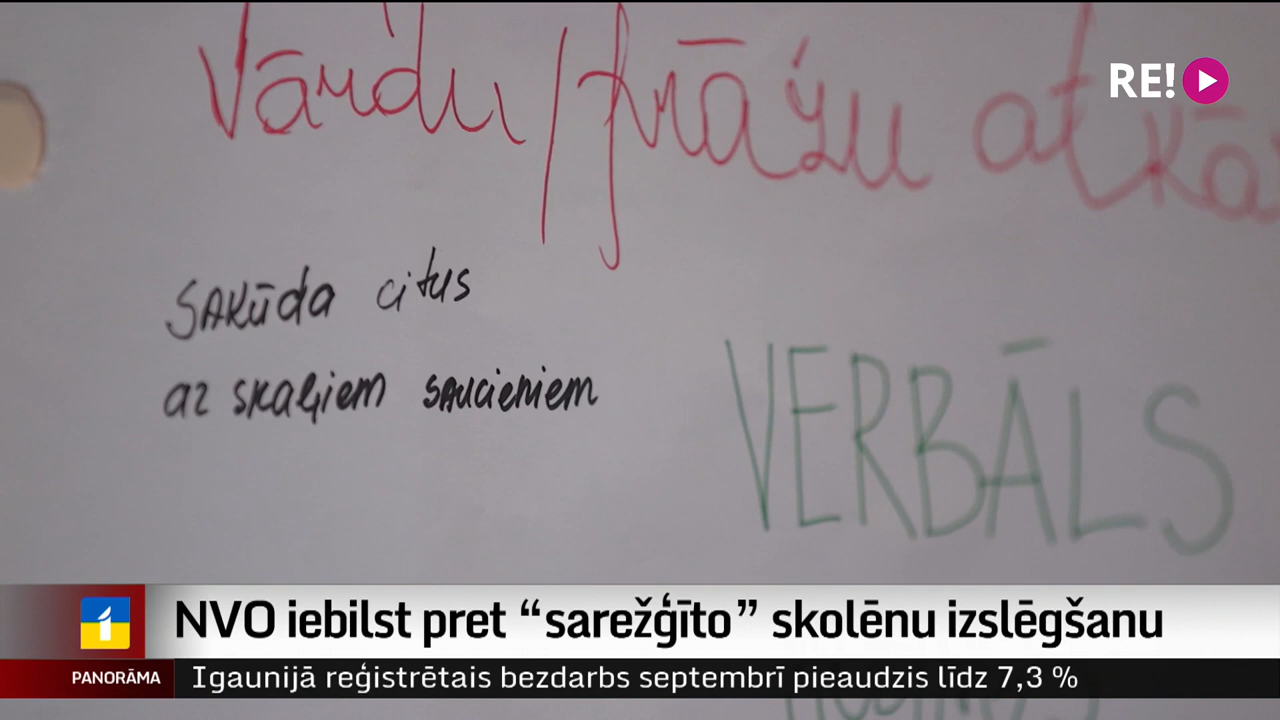 RE!
Vārdu/frāžu atkā
SAKŪDA citus
ar skaļiem saucieniem
VERBĀLS
1
NVO iebilst pret “sarežģīto” skolēnu izslēgšanu
PANORĀMA
Igaunijā reģistrētais bezdarbs septembrī pieaudzis līdz 7,3 %